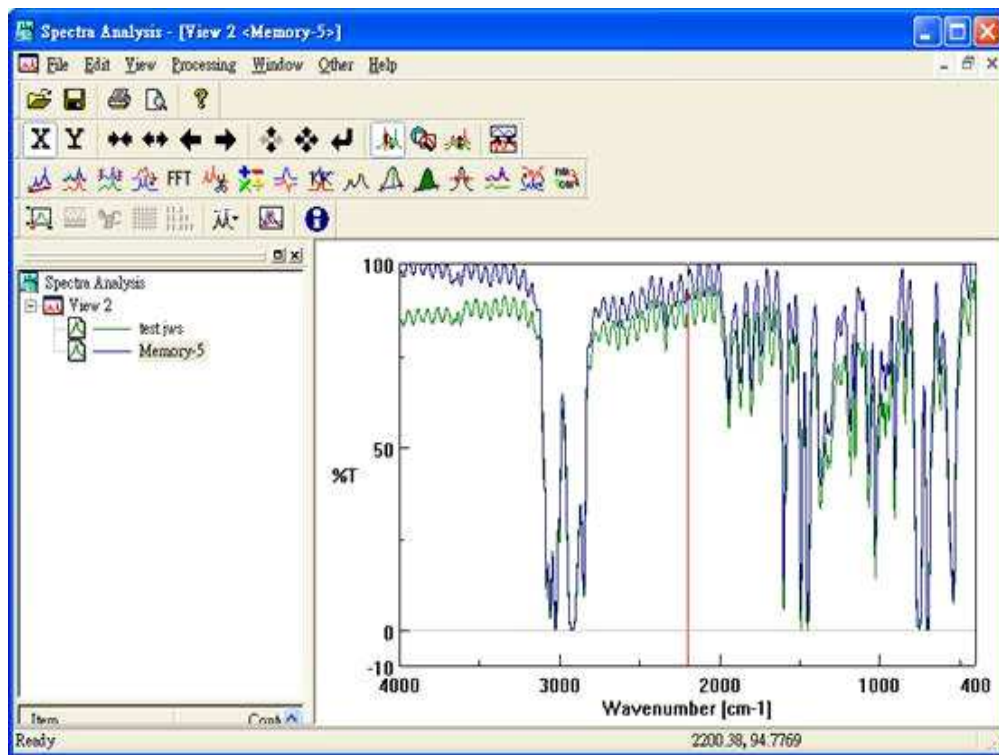 Spectra Analysis - [View 2 <Memory-5>]
File Edit View Processing Window Other Help
X Y
FFT
Spectra Analysis
View 2
test.jws
Memory-5
Item
100
50
%T
0
-10
4000 3000 2000 1000 400
Wavenumber [cm-1]
Ready 2200.38, 94.7769